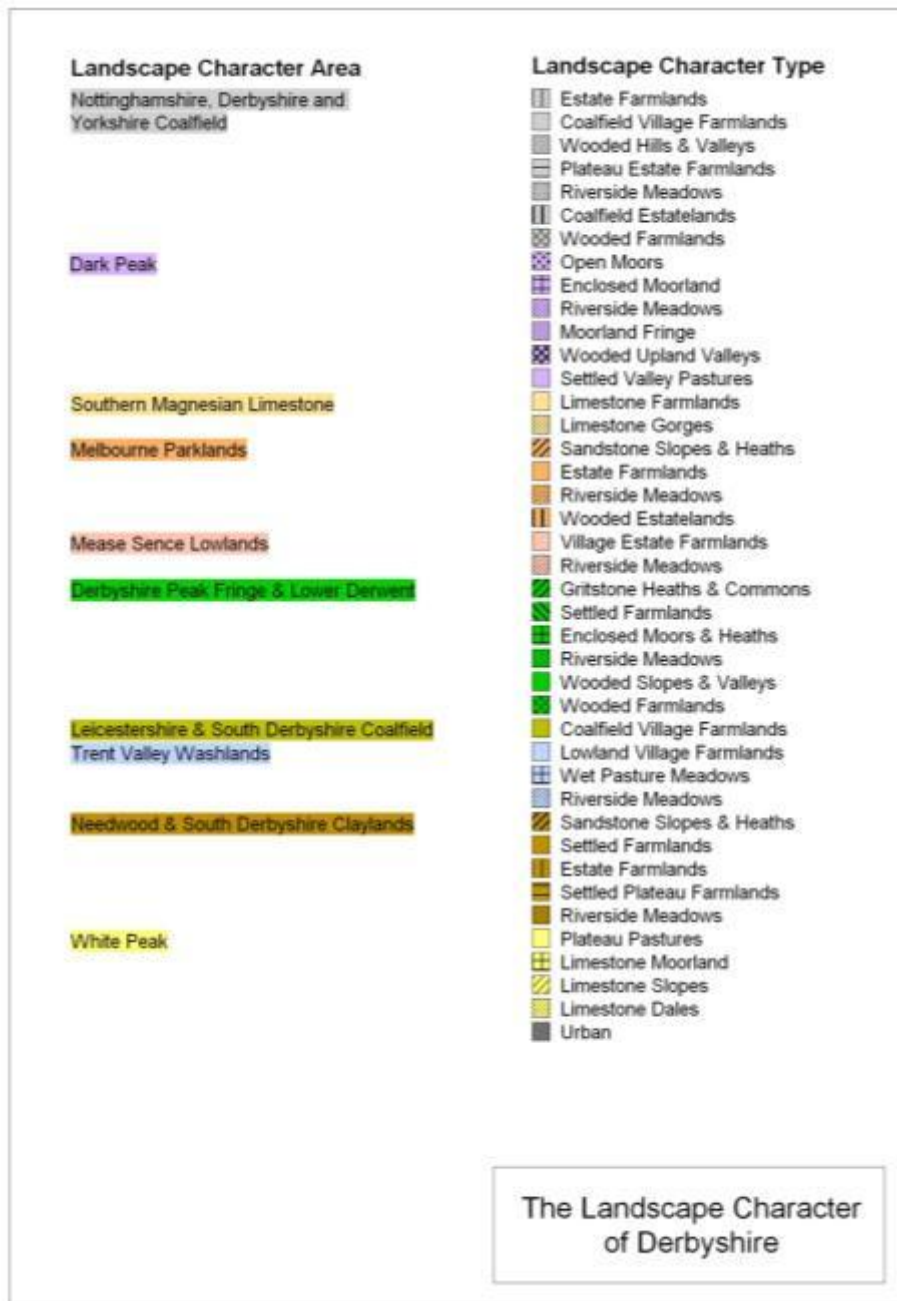 Landscape Character Area
Nottinghamshire, Derbyshire and
Yorkshire Coalfield
Dark Peak
Southern Magnesian Limestone
Melbourne Parklands
Mease Sence Lowlands
Derbyshire Peak Fringe & Lower Derwent
Leicestershire & South Derbyshire Coalfield
Trent Valley Washlands
Needwood & South Derbyshire Claylands
White Peak
Landscape Character Type
Estate Farmlands
Coalfield Village Farmlands
Wooded Hills & Valleys
Plateau Estate Farmlands
Riverside Meadows
Coalfield Estatelands
Wooded Farmlands
Open Moors
Enclosed Moorland
Riverside Meadows
Moorland Fringe
Wooded Upland Valleys
Settled Valley Pastures
Limestone Farmlands
Limestone Gorges
Sandstone Slopes & Heaths
Estate Farmlands
Riverside Meadows
Wooded Estatelands
Village Estate Farmlands
Riverside Meadows
Gritstone Heaths & Commons
Settled Farmlands
Enclosed Moors & Heaths
Riverside Meadows
Wooded Slopes & Valleys
Wooded Farmlands
Coalfield Village Farmlands
Lowland Village Farmlands
Wet Pasture Meadows
Riverside Meadows
Sandstone Slopes & Heaths
Settled Farmlands
Estate Farmlands
Settled Plateau Farmlands
Riverside Meadows
Plateau Pastures
Limestone Moorland
Limestone Slopes
Limestone Dales
Urban
The Landscape Character
of Derbyshire